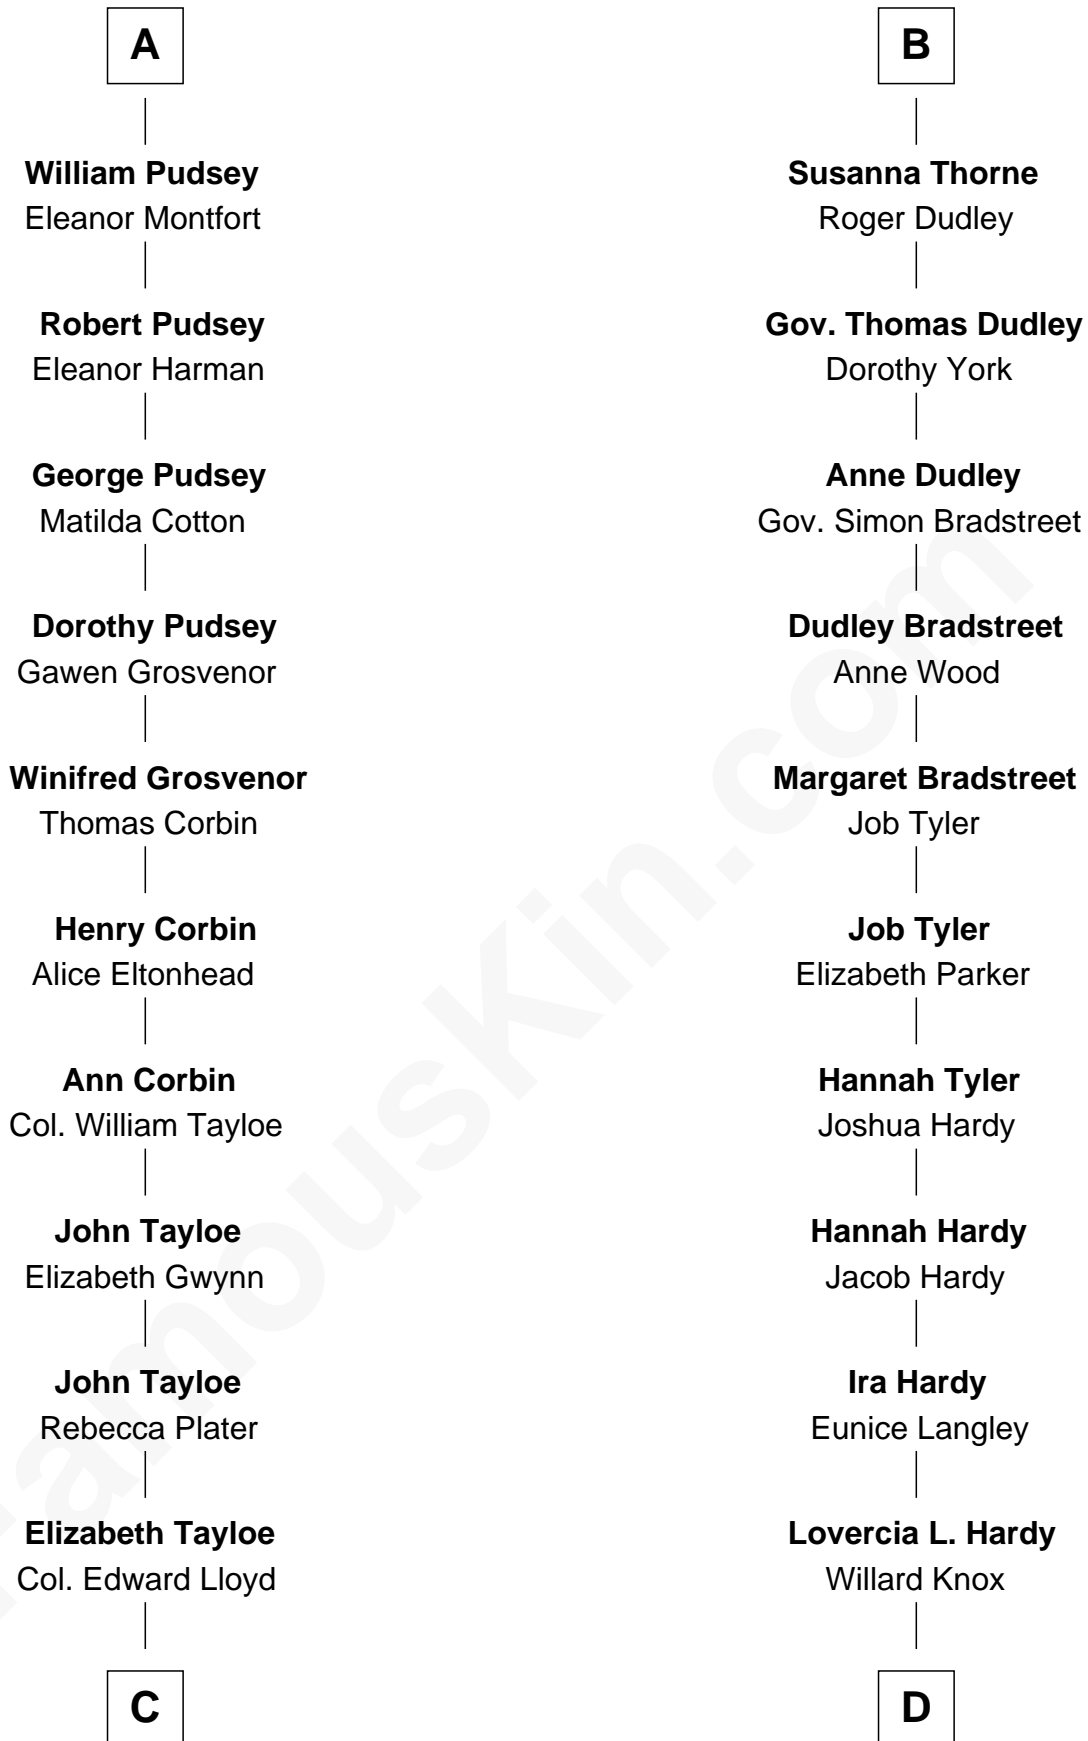 A
William Pudsey
Eleanor Montfort
Robert Pudsey
Eleanor Harman
George Pudsey
Matilda Cotton
Dorothy Pudsey
Gawen Grosvenor
Winifred Grosvenor
Thomas Corbin
Henry Corbin
Alice Eltonhead
Ann Corbin
Col. William Tayloe
John Tayloe
Elizabeth Gwynn
John Tayloe
Rebecca Plater
Elizabeth Tayloe
Col. Edward Lloyd
C
B
Susanna Thorne
Roger Dudley
Gov. Thomas Dudley
Dorothy York
Anne Dudley
Gov. Simon Bradstreet
Dudley Bradstreet
Anne Wood
Margaret Bradstreet
Job Tyler
Job Tyler
Elizabeth Parker
Hannah Tyler
Joshua Hardy
Hannah Hardy
Jacob Hardy
Ira Hardy
Eunice Langley
Lovercia L. Hardy
Willard Knox
D
FamousKin.com